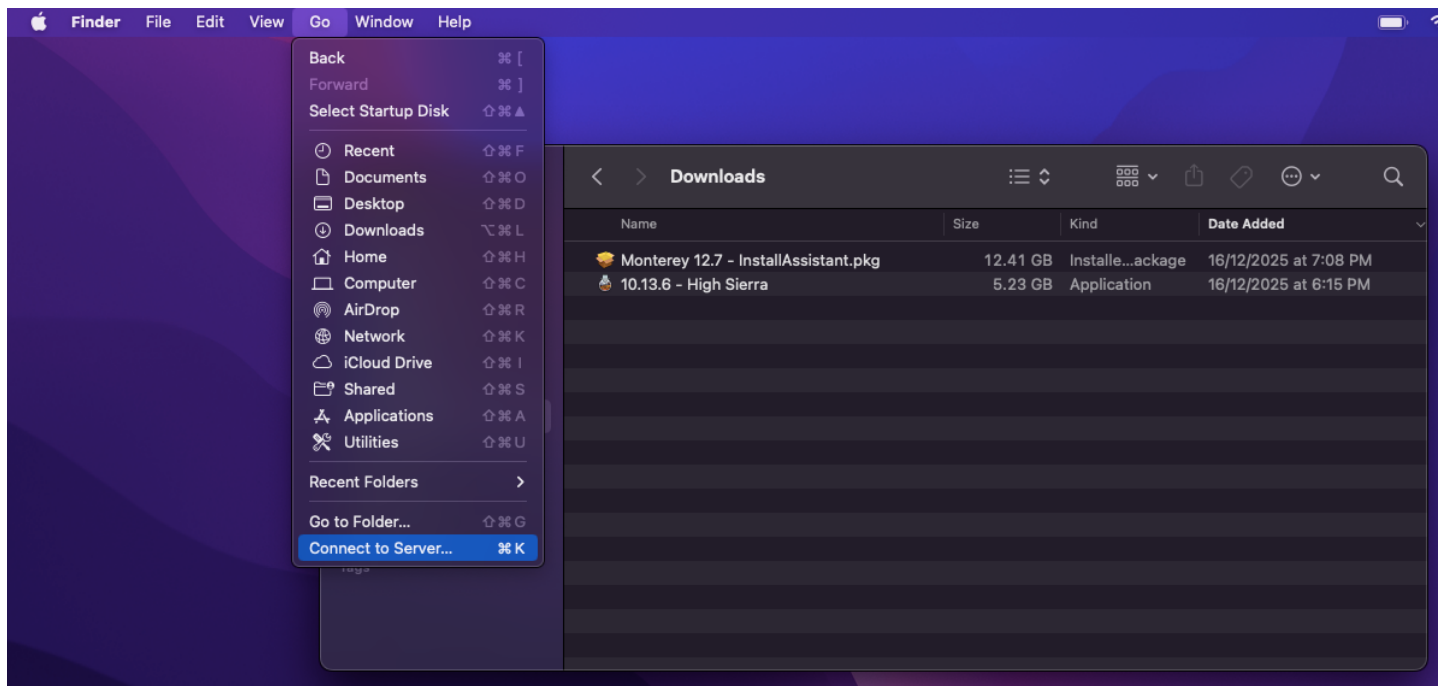 Finder File Edit View Go Window Help
Back ⌘ [
Forward ⌘ ]
Select Startup Disk ⇧⌘▲
Recent ⇧⌘F
Documents ⇧⌘O
Desktop ⇧⌘D
Downloads ⌥⌘L
Home ⇧⌘H
Computer ⇧⌘C
AirDrop ⇧⌘R
Network ⇧⌘K
iCloud Drive ⇧⌘I
Shared ⇧⌘S
Applications ⇧⌘A
Utilities ⇧⌘U
Recent Folders
Go to Folder... ⇧⌘G
Connect to Server... ⌘K
Tags
Downloads
Name Size Kind Date Added
Monterey 12.7 - InstallAssistant.pkg 12.41 GB Installe...ackage 16/12/2025 at 7:08 PM
10.13.6 - High Sierra 5.23 GB Application 16/12/2025 at 6:15 PM